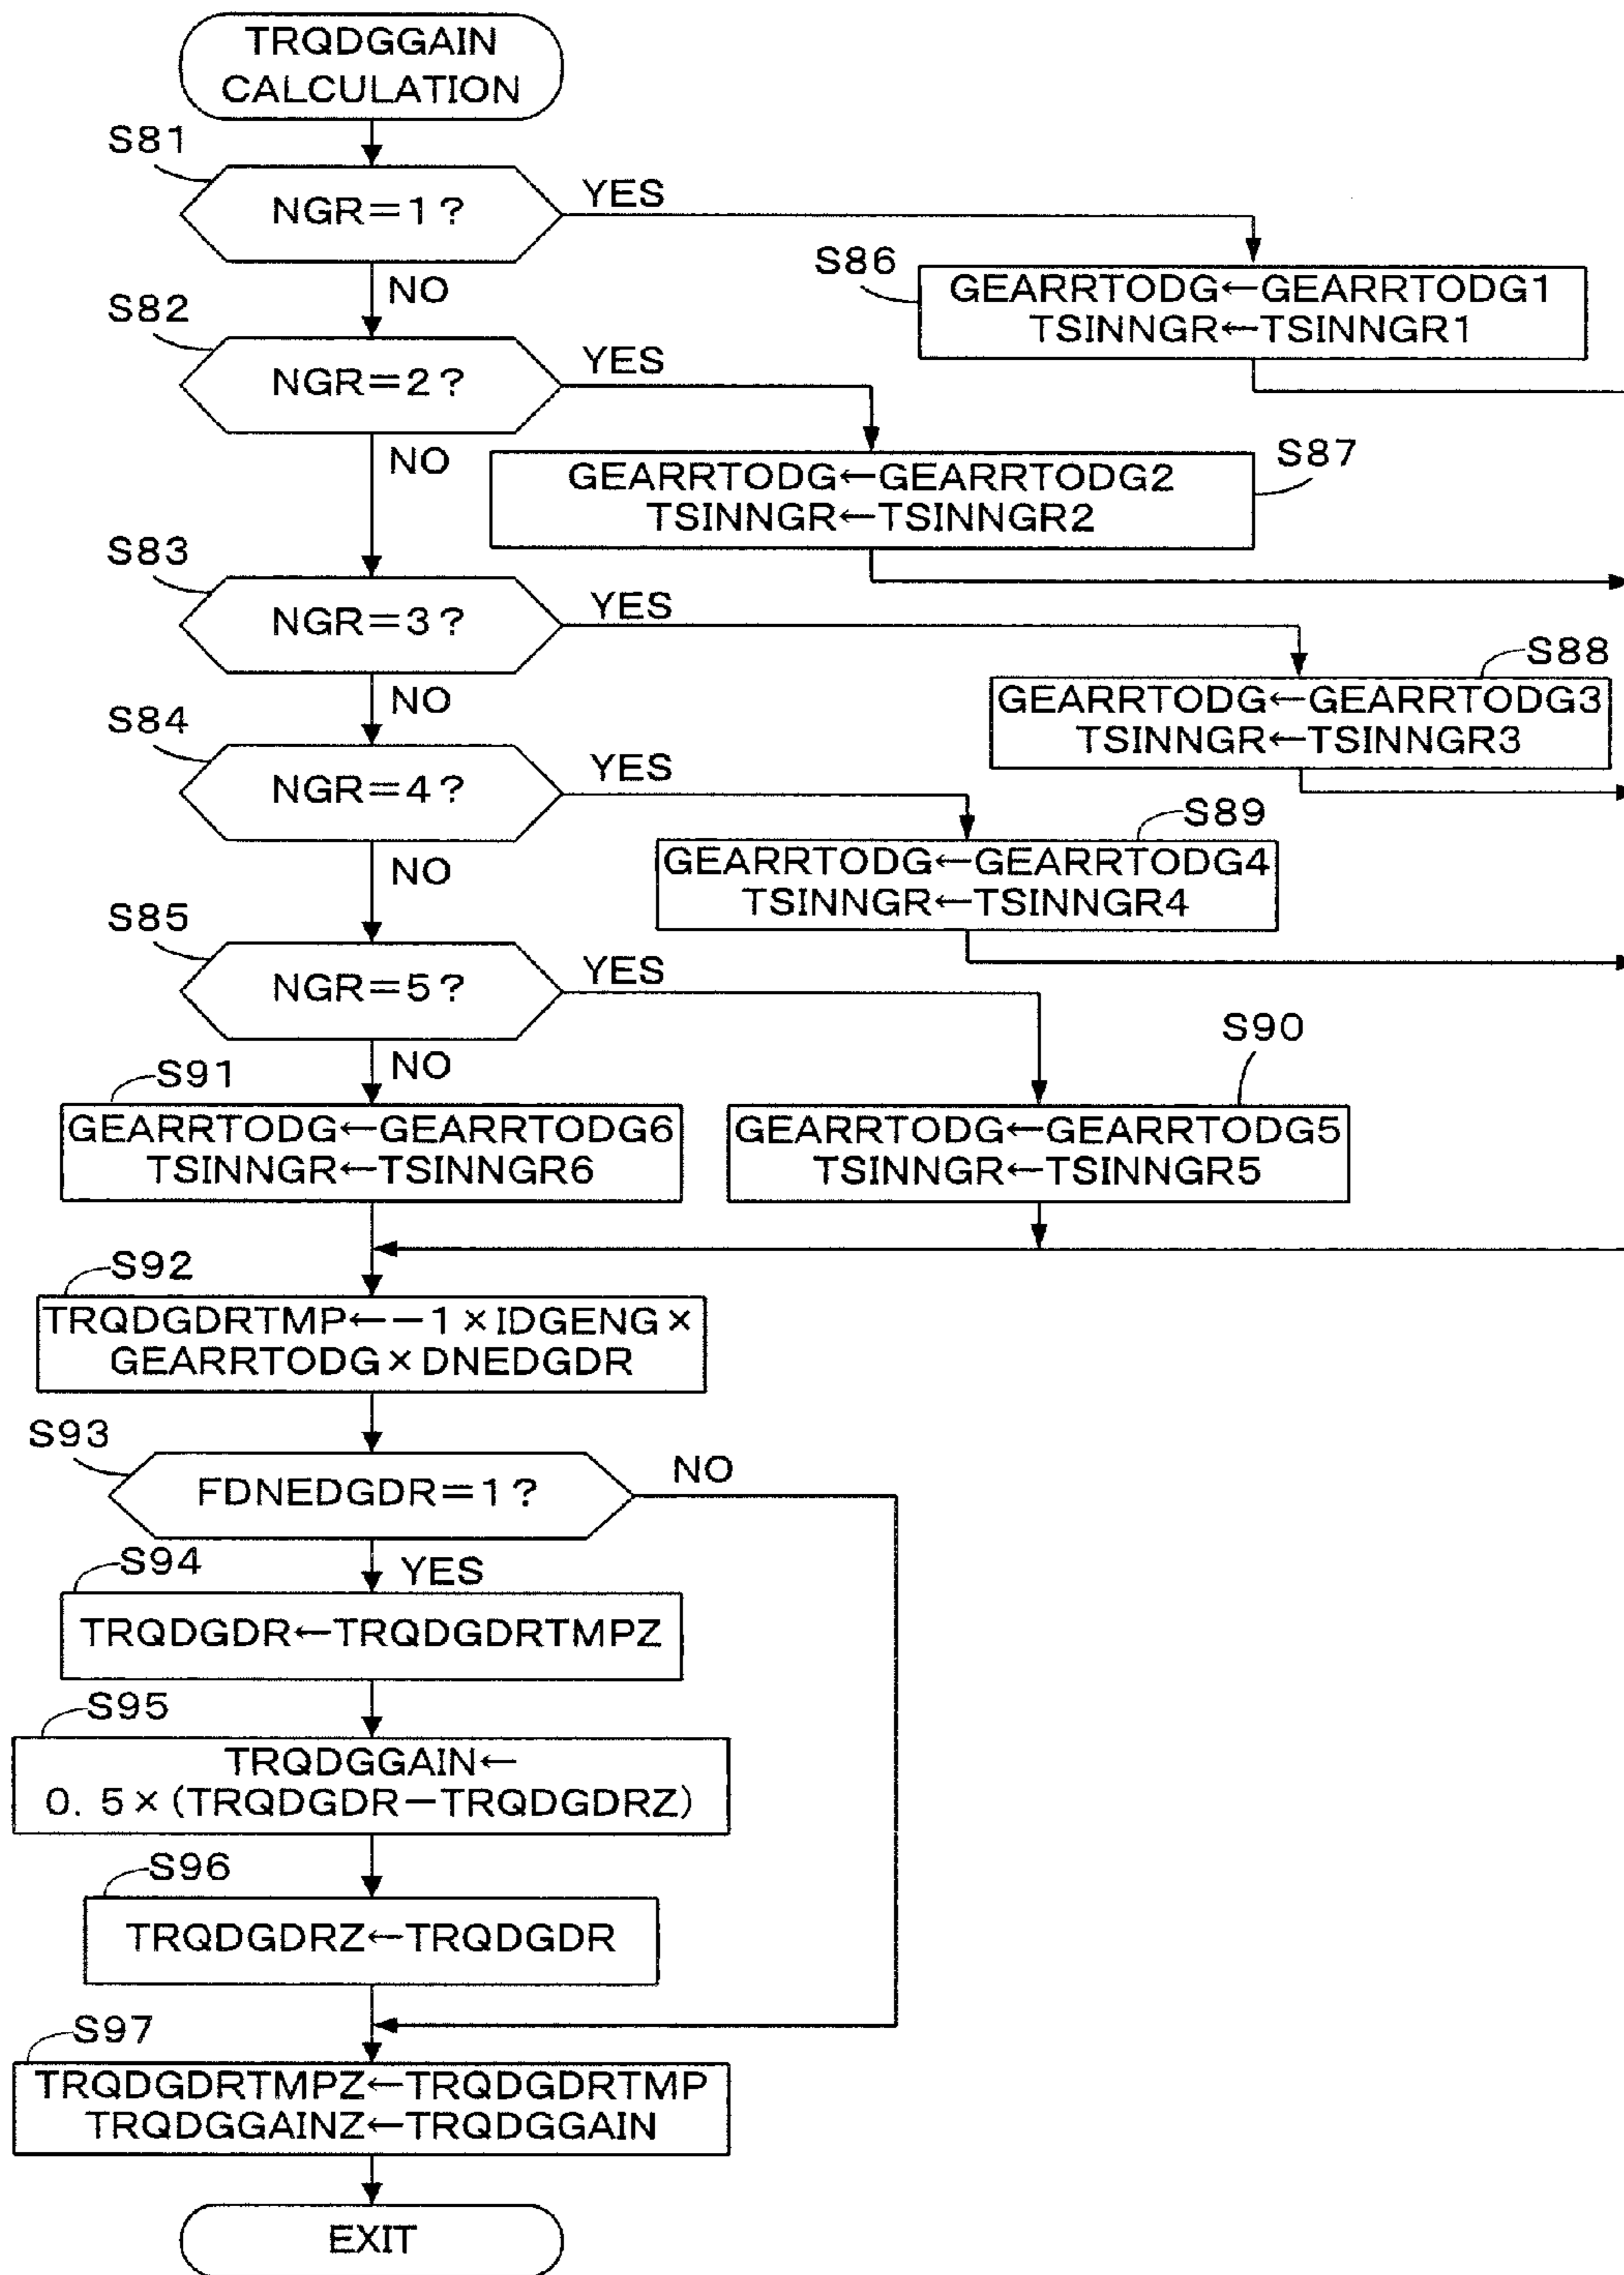 TRQDGGAIN
CALCULATION
S81
NGR=1?
YES
NO
S86
GEARRTODG←GEARRTODG1
TSINNGR←TSINNGR1
S82
NGR=2?
YES
NO
S87
GEARRTODG←GEARRTODG2
TSINNGR←TSINNGR2
S83
NGR=3?
YES
NO
S88
GEARRTODG←GEARRTODG3
TSINNGR←TSINNGR3
S84
NGR=4?
YES
NO
S89
GEARRTODG←GEARRTODG4
TSINNGR←TSINNGR4
S85
NGR=5?
YES
NO
S90
GEARRTODG←GEARRTODG5
TSINNGR←TSINNGR5
S91
GEARRTODG←GEARRTODG6
TSINNGR←TSINNGR6
S92
TRQDGDRTMP←−1×IDGENG×
GEARRTODG×DNEDGDR
S93
FDNEDGDR=1?
NO
YES
S94
TRQDGDR←TRQDGDRTMPZ
S95
TRQDGGAIN←
0.5×(TRQDGDR−TRQDGDRZ)
S96
TRQDGDRZ←TRQDGDR
S97
TRQDGDRTMPZ←TRQDGDRTMP
TRQDGGAINZ←TRQDGGAIN
EXIT